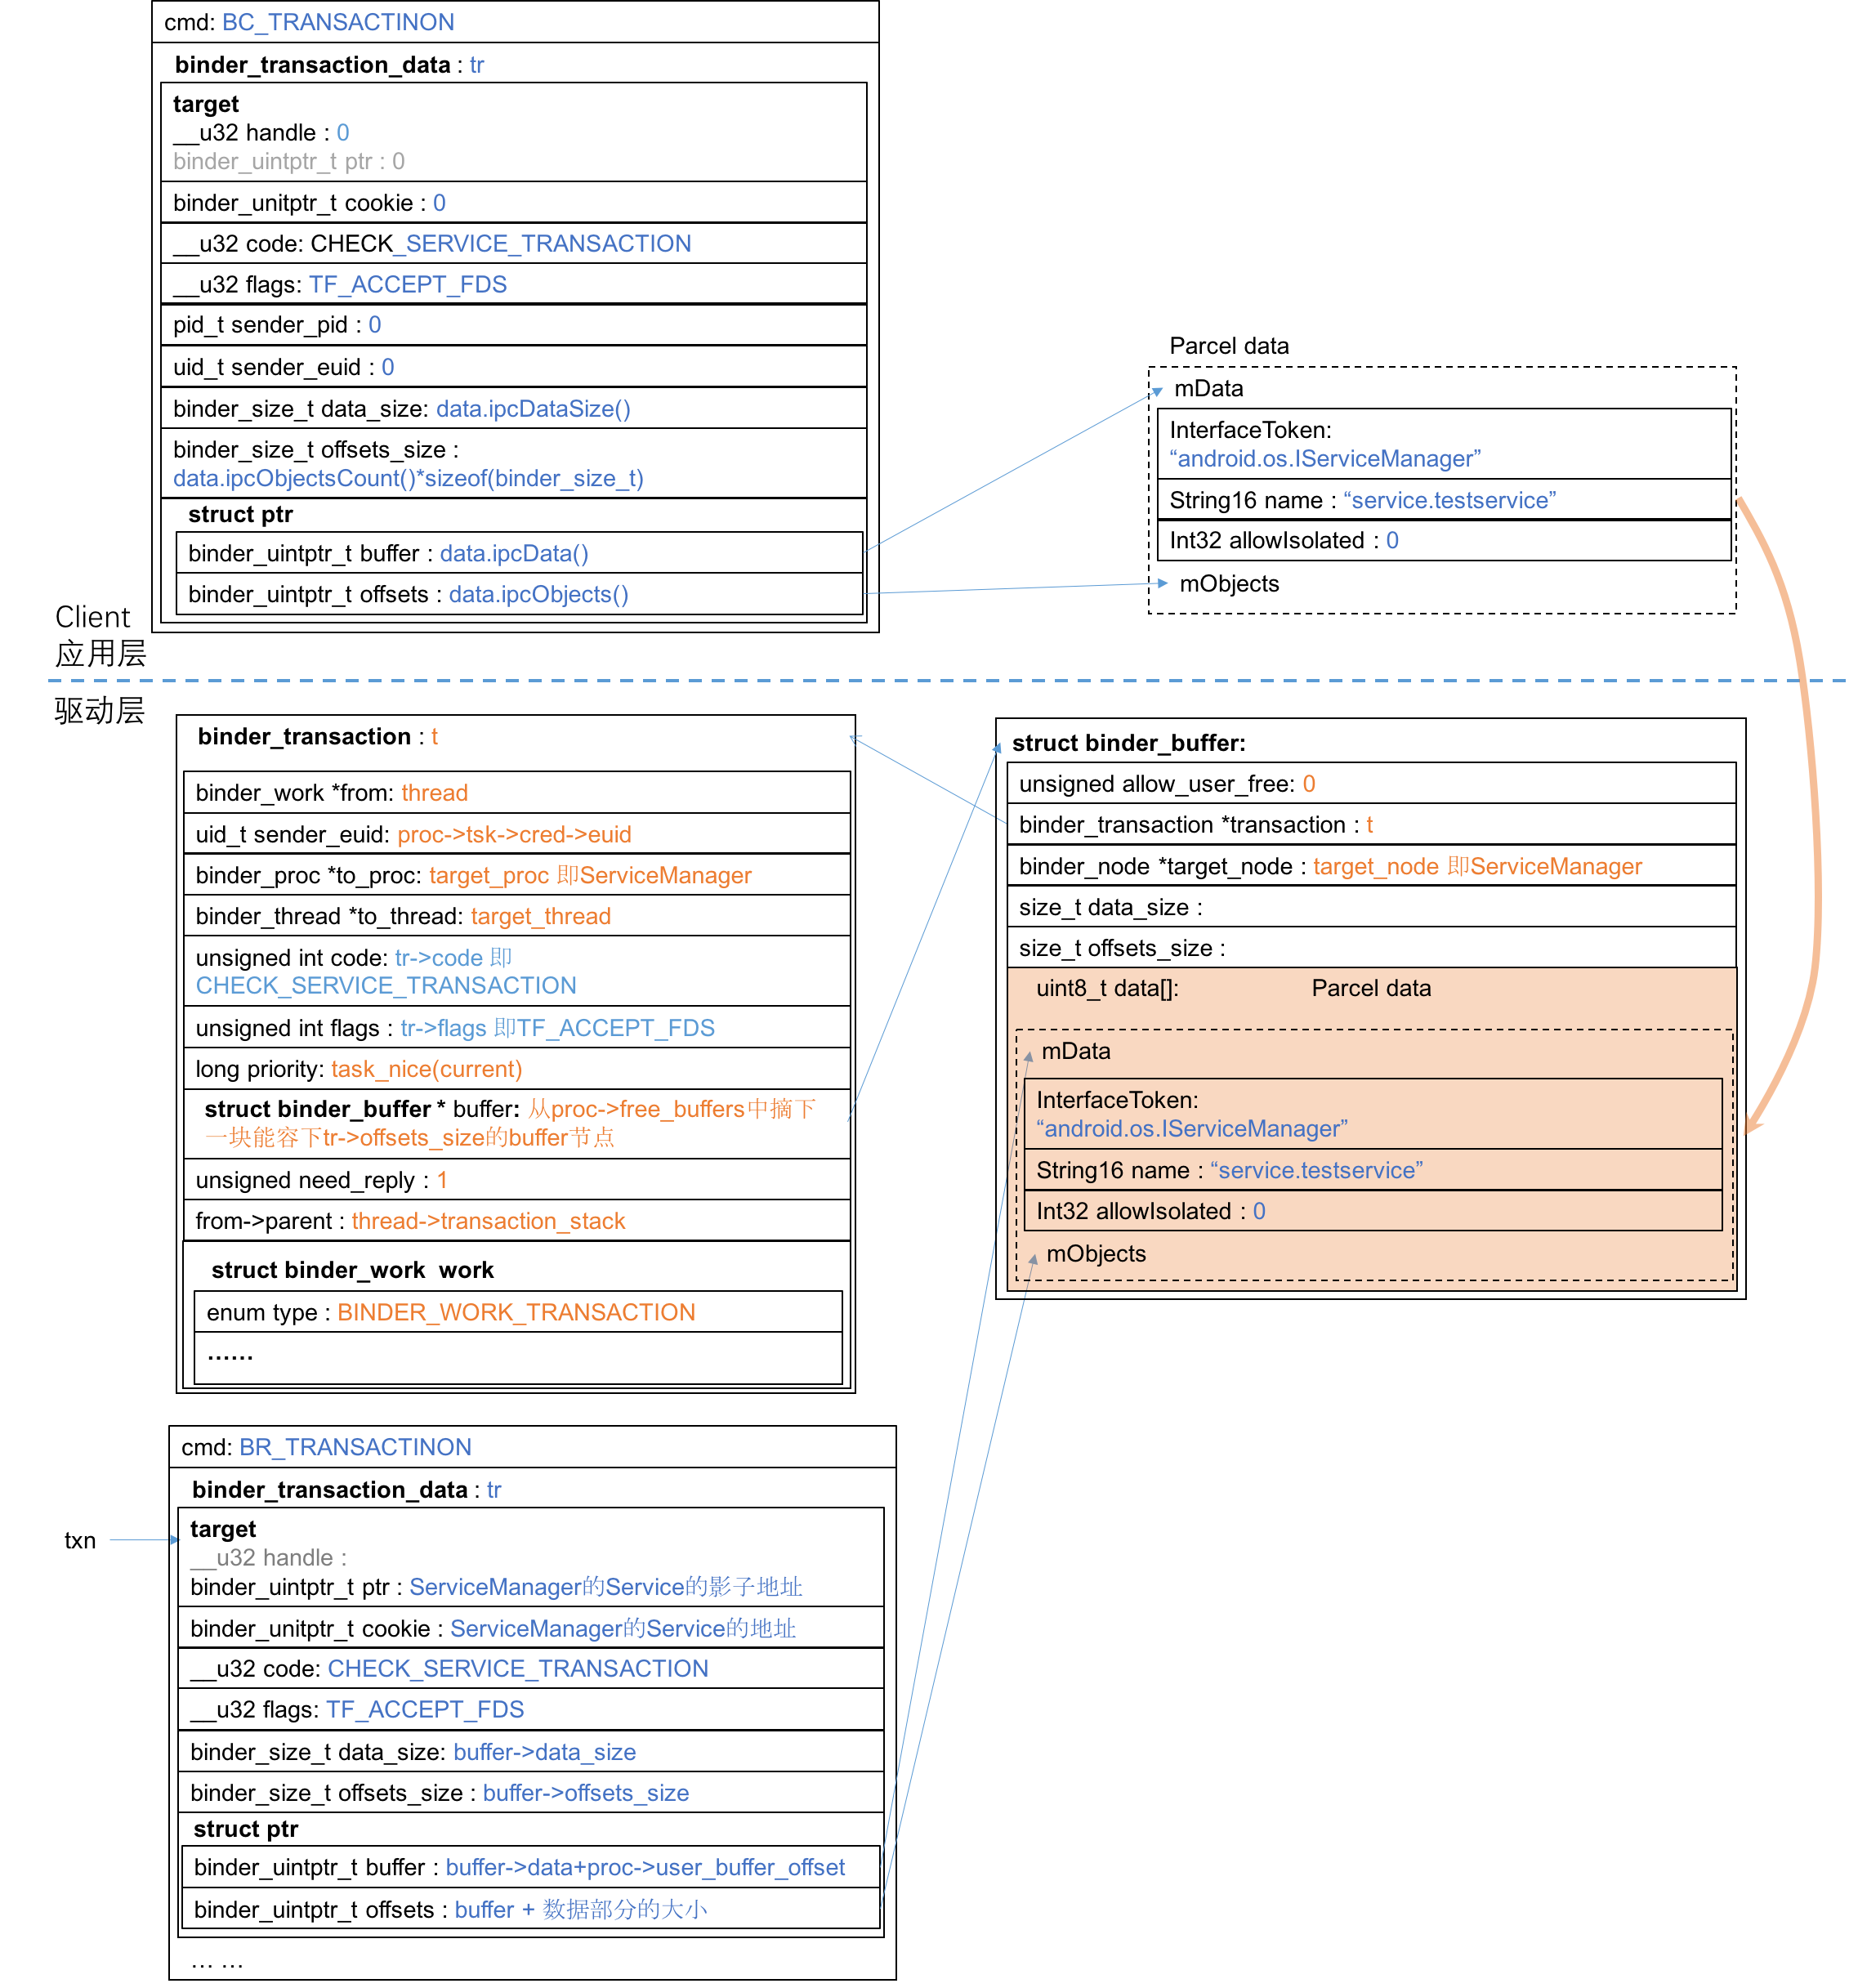 cmd: BC_TRANSACTINON
binder_transaction_data : tr
target
__u32 handle : 0
binder_uintptr_t ptr : 0
binder_unitptr_t cookie : 0
__u32 code: CHECK_SERVICE_TRANSACTION
__u32 flags: TF_ACCEPT_FDS
pid_t sender_pid : 0
uid_t sender_euid : 0
binder_size_t data_size: data.ipcDataSize()
binder_size_t offsets_size :
data.ipcObjectsCount()*sizeof(binder_size_t)
struct ptr
binder_uintptr_t buffer : data.ipcData()
binder_uintptr_t offsets : data.ipcObjects()
Parcel data
mData
InterfaceToken:
“android.os.IServiceManager”
String16 name : “service.testservice”
Int32 allowIsolated : 0
mObjects
Client
应用层
驱动层
binder_transaction : t
binder_work *from: thread
uid_t sender_euid: proc->tsk->cred->euid
binder_proc *to_proc: target_proc 即ServiceManager
binder_thread *to_thread: target_thread
unsigned int code: tr->code 即
CHECK_SERVICE_TRANSACTION
unsigned int flags : tr->flags 即TF_ACCEPT_FDS
long priority: task_nice(current)
struct binder_buffer * buffer: 从proc->free_buffers中摘下
一块能容下tr->offsets_size的buffer节点
unsigned need_reply : 1
from->parent : thread->transaction_stack
struct binder_work work
enum type : BINDER_WORK_TRANSACTION
……
struct binder_buffer:
unsigned allow_user_free: 0
binder_transaction *transaction : t
binder_node *target_node : target_node 即ServiceManager
size_t data_size :
size_t offsets_size :
uint8_t data[]: Parcel data
mData
InterfaceToken:
“android.os.IServiceManager”
String16 name : “service.testservice”
Int32 allowIsolated : 0
mObjects
cmd: BR_TRANSACTINON
binder_transaction_data : tr
txn
target
__u32 handle :
binder_uintptr_t ptr : ServiceManager的Service的影子地址
binder_unitptr_t cookie : ServiceManager的Service的地址
__u32 code: CHECK_SERVICE_TRANSACTION
__u32 flags: TF_ACCEPT_FDS
binder_size_t data_size: buffer->data_size
binder_size_t offsets_size : buffer->offsets_size
struct ptr
binder_uintptr_t buffer : buffer->data+proc->user_buffer_offset
binder_uintptr_t offsets : buffer + 数据部分的大小
… …